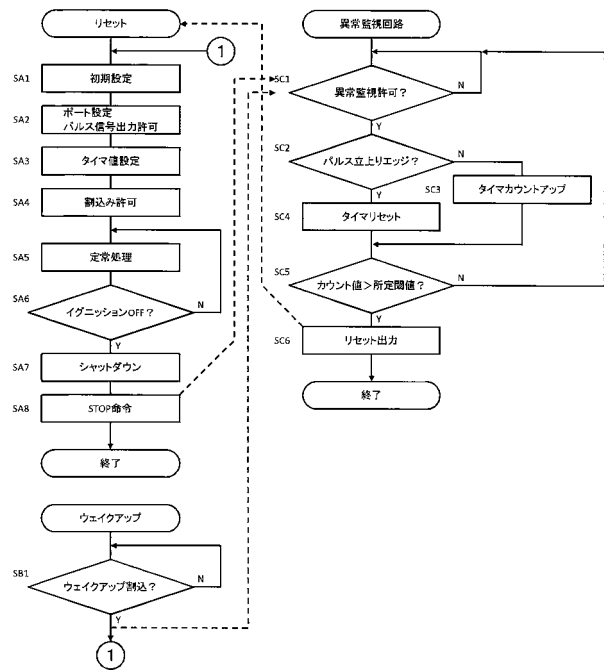 リセット
1
SA1
初期設定
SA2
ポート設定
パルス信号出力許可
SA3
タイマ値設定
SA4
割込み許可
SA5
定常処理
SA6
イグニッションOFF？
N
Y
SA7
シャットダウン
SA8
STOP命令
終了
ウェイクアップ
SB1
ウェイクアップ割込？
N
Y
1
異常監視回路
SC1
異常監視許可？
N
Y
SC2
パルス立上りエッジ？
N
Y
SC3
タイマカウントアップ
SC4
タイマリセット
SC5
カウント値＞所定閾値？
N
Y
SC6
リセット出力
終了